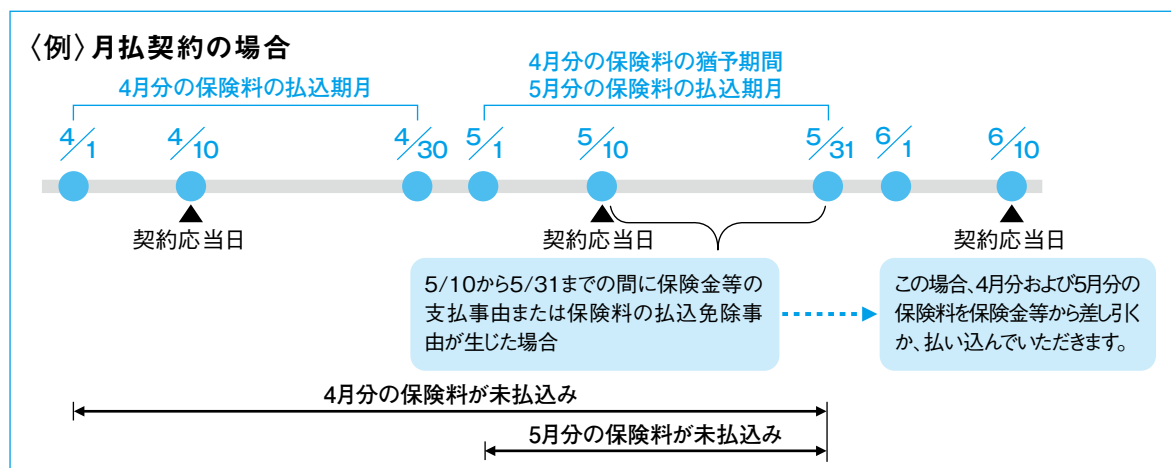 〈例〉月払契約の場合
4月分の保険料の払込期月
4月分の保険料の猶予期間
5月分の保険料の払込期月
4/1 4/10 4/30 5/1 5/10 5/31 6/1 6/10
契約応当日 契約応当日 契約応当日
5/10から5/31までの間に保険金等の
支払事由または保険料の払込免除事
由が生じた場合
この場合、4月分および5月分の
保険料を保険金等から差し引く
か、払い込んでいただきます。
4月分の保険料が未払込み
5月分の保険料が未払込み